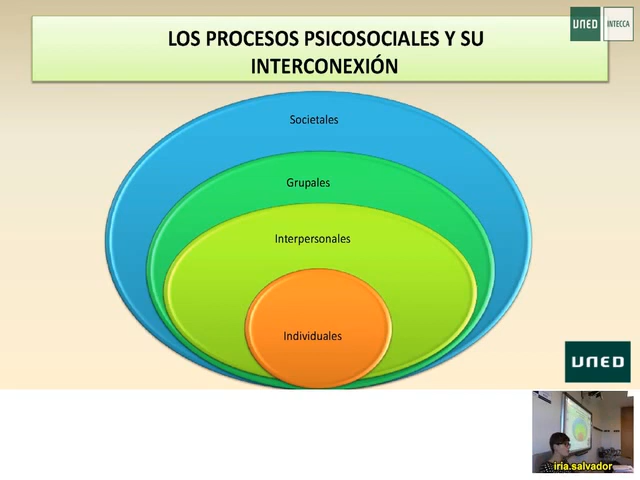 UNED
INTECCA
LOS PROCESOS PSICOSOCIALES Y SU
INTERCONEXIÓN
Societales
Grupales
Interpersonales
Individuales
UNED
iria.salvador